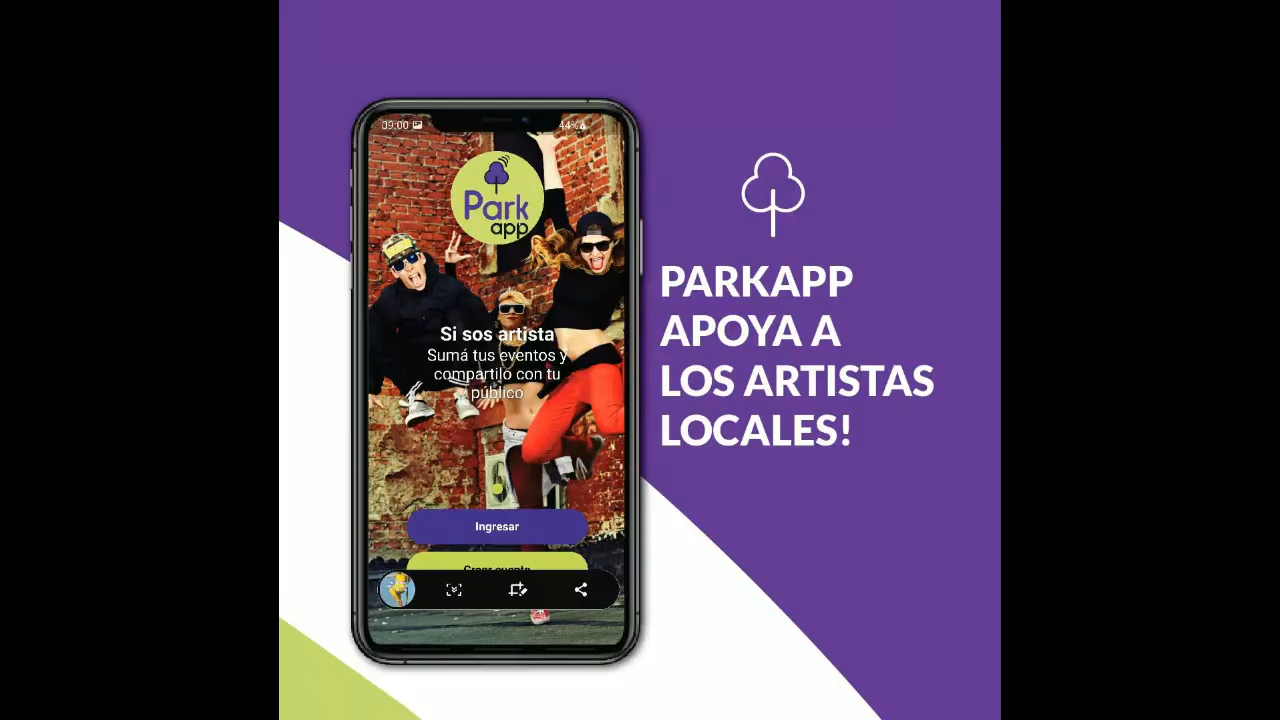 09:00
44%
Park
app
Si sos artista
Sumá tus eventos y
compartilo con tu
público
Ingresar
PARKAPP
APOYA A
LOS ARTISTAS
LOCALES!